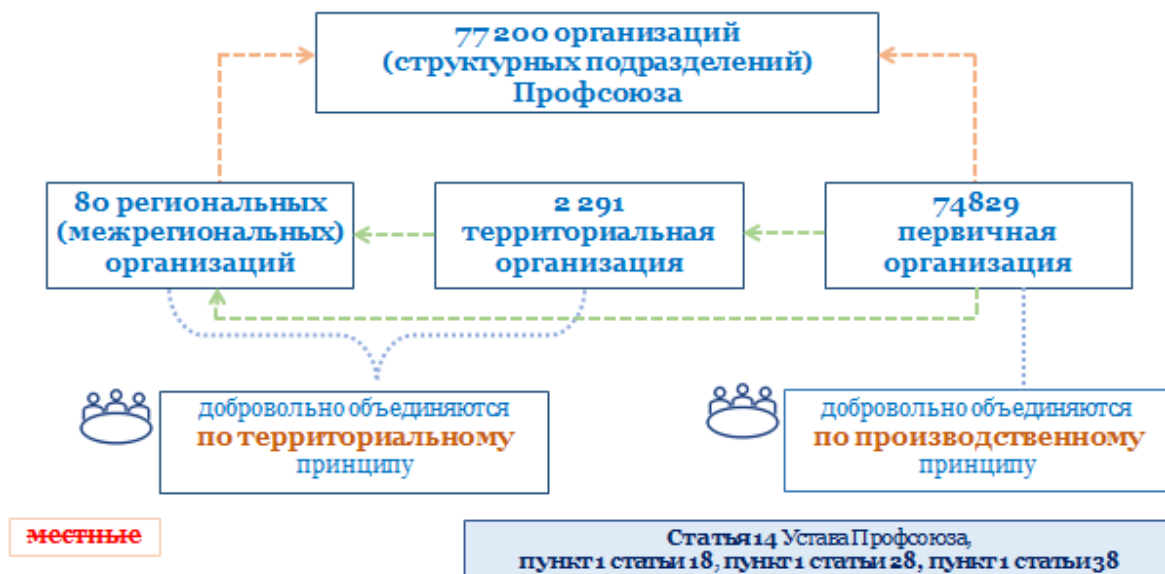 77 200 организаций
(структурных подразделений)
Профсоюза
80 региональных
(межрегиональных)
организаций
2 291
территориальная
организация
74829
первичная
организация
добровольно объединяются
по территориальному
принципу
добровольно объединяются
по производственному
принципу
местные
Статья 14 Устава Профсоюза,
пункт 1 статьи 18, пункт 1 статьи 28, пункт 1 статьи 38